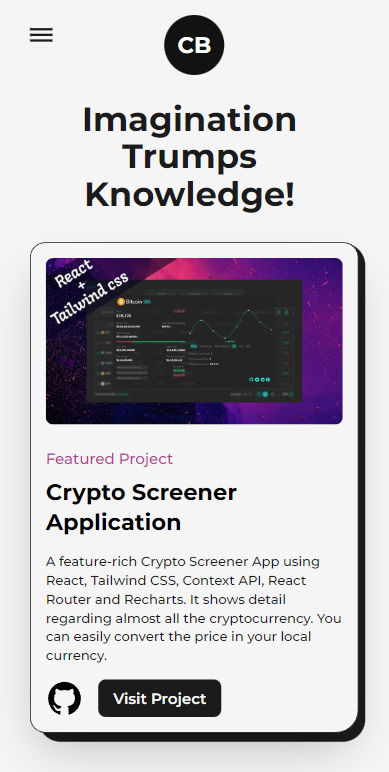 CB
Imagination
Trumps
Knowledge!
React
+
Tailwind css
Bitcoin
Featured Project
Crypto Screener
Application
A feature-rich Crypto Screener App using
React, Tailwind CSS, Context API, React
Router and Recharts. It shows detail
regarding almost all the cryptocurrency. You
can easily convert the price in your local
currency.
Visit Project